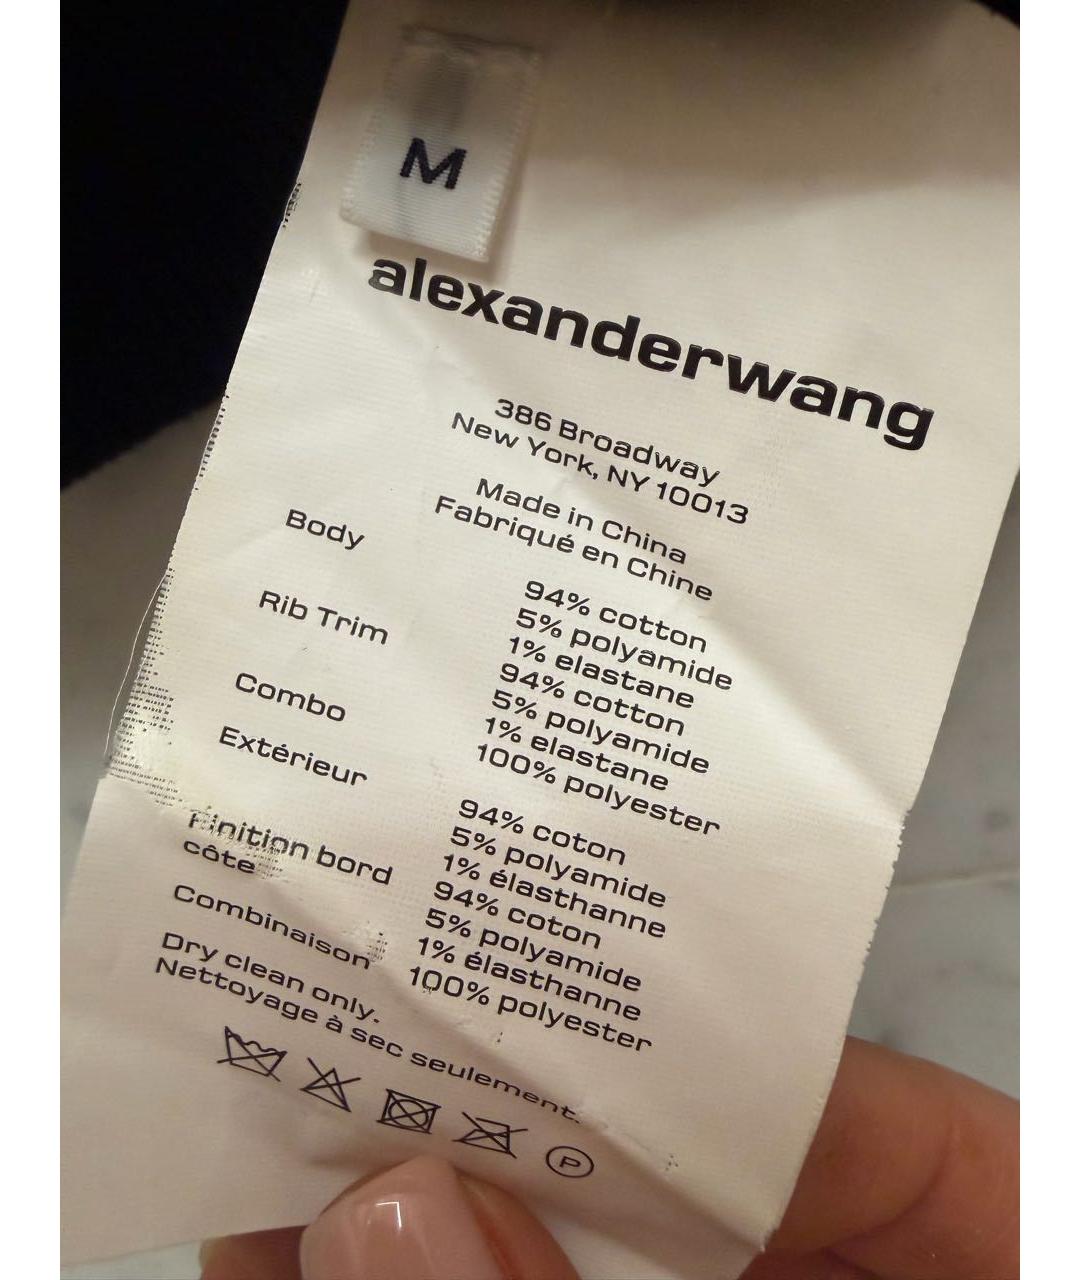 M
alexanderwang
386 Broadway
New York, NY 10013
Made in China
Fabriqué en Chine
Body
94% cotton
5% polyamide
1% elastane
Rib Trim
94% cotton
5% polyamide
1% elastane
Combo
100% polyester
Extérieur
94% coton
5% polyamide
1% élasthanne
Finition bord
côte
94% coton
5% polyamide
1% élasthanne
Combinaison
100% polyester
Dry clean only.
Nettoyage à sec seulement.
P